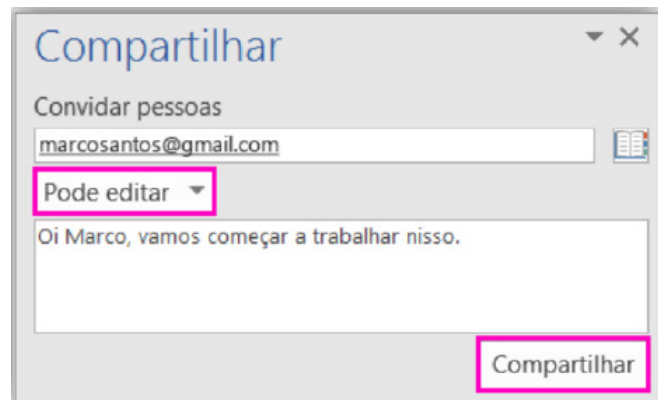 Compartilhar
Convidar pessoas
marcosantos@gmail.com
Pode editar
Oi Marco, vamos começar a trabalhar nisso.
Compartilhar